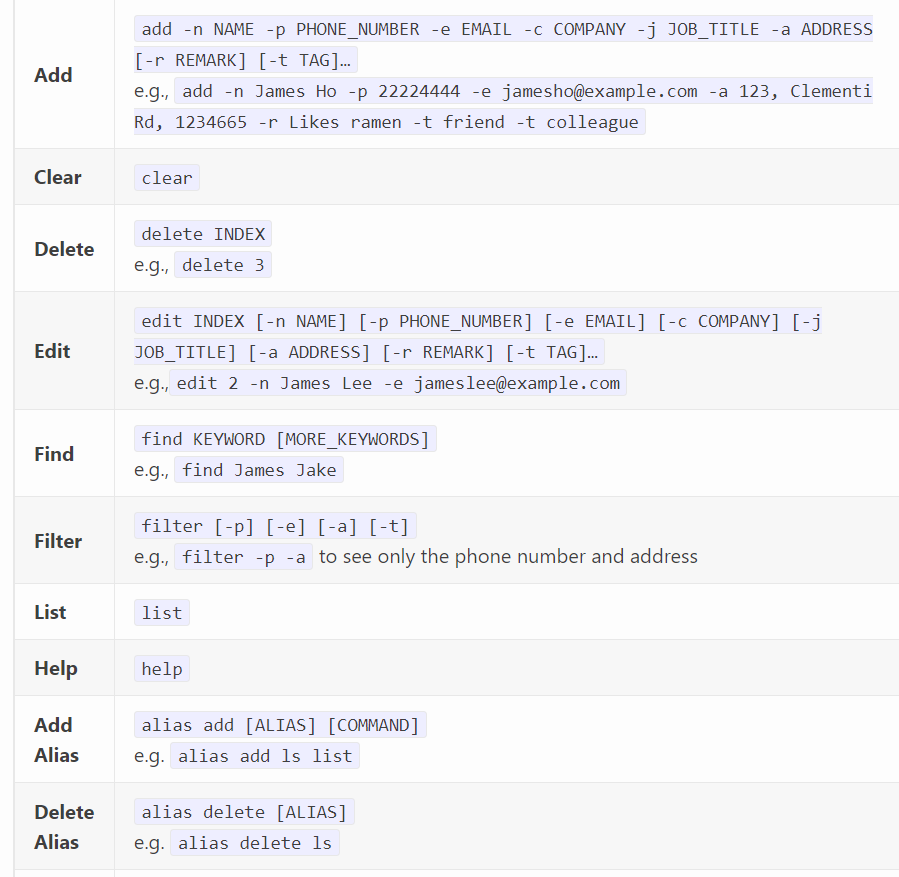 add -n NAME -p PHONE_NUMBER -e EMAIL -c COMPANY -j JOB_TITLE -a ADDRESS
[-r REMARK] [-t TAG]…
Add
e.g., add -n James Ho -p 22224444 -e jamesho@example.com -a 123, Clementi
Rd, 1234665 -r Likes ramen -t friend -t colleague
Clear
clear
Delete
delete INDEX
e.g., delete 3
Edit
edit INDEX [-n NAME] [-p PHONE_NUMBER] [-e EMAIL] [-c COMPANY] [-j
JOB_TITLE] [-a ADDRESS] [-r REMARK] [-t TAG]…
e.g., edit 2 -n James Lee -e jameslee@example.com
Find
find KEYWORD [MORE_KEYWORDS]
e.g., find James Jake
Filter
filter [-p] [-e] [-a] [-t]
e.g., filter -p -a to see only the phone number and address
List
list
Help
help
Add
Alias
alias add [ALIAS] [COMMAND]
e.g. alias add ls list
Delete
Alias
alias delete [ALIAS]
e.g. alias delete ls